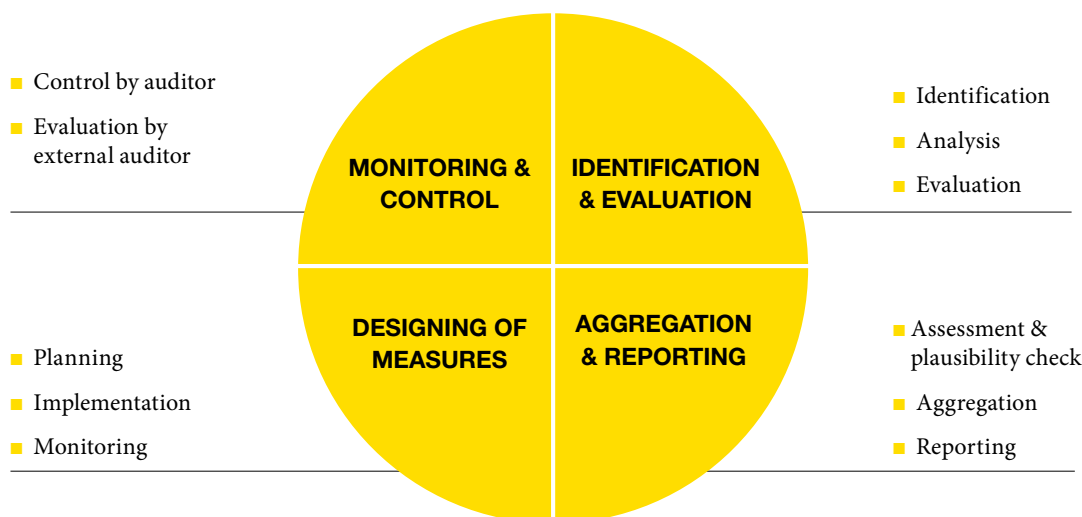 Control by auditor
Evaluation by
external auditor
MONITORING &
CONTROL
IDENTIFICATION
& EVALUATION
Identification
Analysis
Evaluation
DESIGNING OF
MEASURES
AGGREGATION
& REPORTING
Planning
Implementation
Monitoring
Assessment &
plausibility check
Aggregation
Reporting